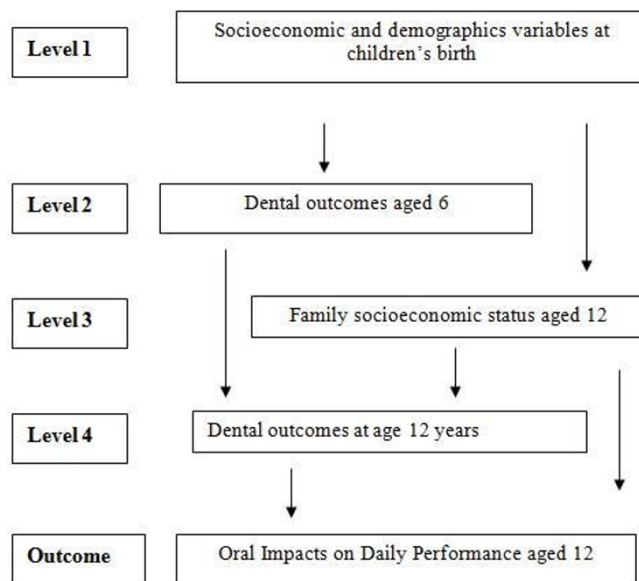 Level 1
Socioeconomic and demographics variables at
children's birth
Level 2
Dental outcomes aged 6
Level 3
Family socioeconomic status aged 12
Level 4
Dental outcomes at age 12 years
Outcome
Oral Impacts on Daily Performance aged 12